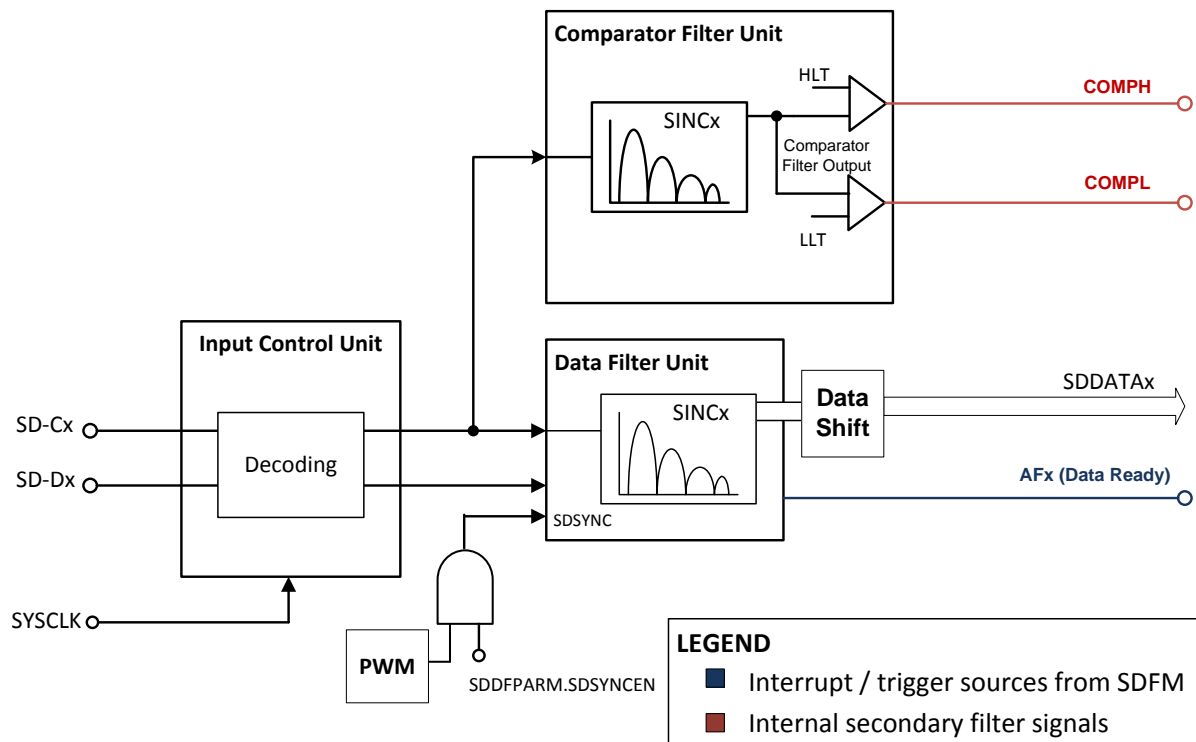 Comparator Filter Unit
HLT
SINCx
Comparator
Filter Output
LLT
COMPH
COMPL
Input Control Unit
Decoding
SD-Cx
SD-Dx
SYSCLK
Data Filter Unit
SINCx
SDSYNC
Data
Shift
SDDATAx
AFx (Data Ready)
PWM
SDDFPARM.SDSYNCEN
LEGEND
Interrupt / trigger sources from SDFM
Internal secondary filter signals